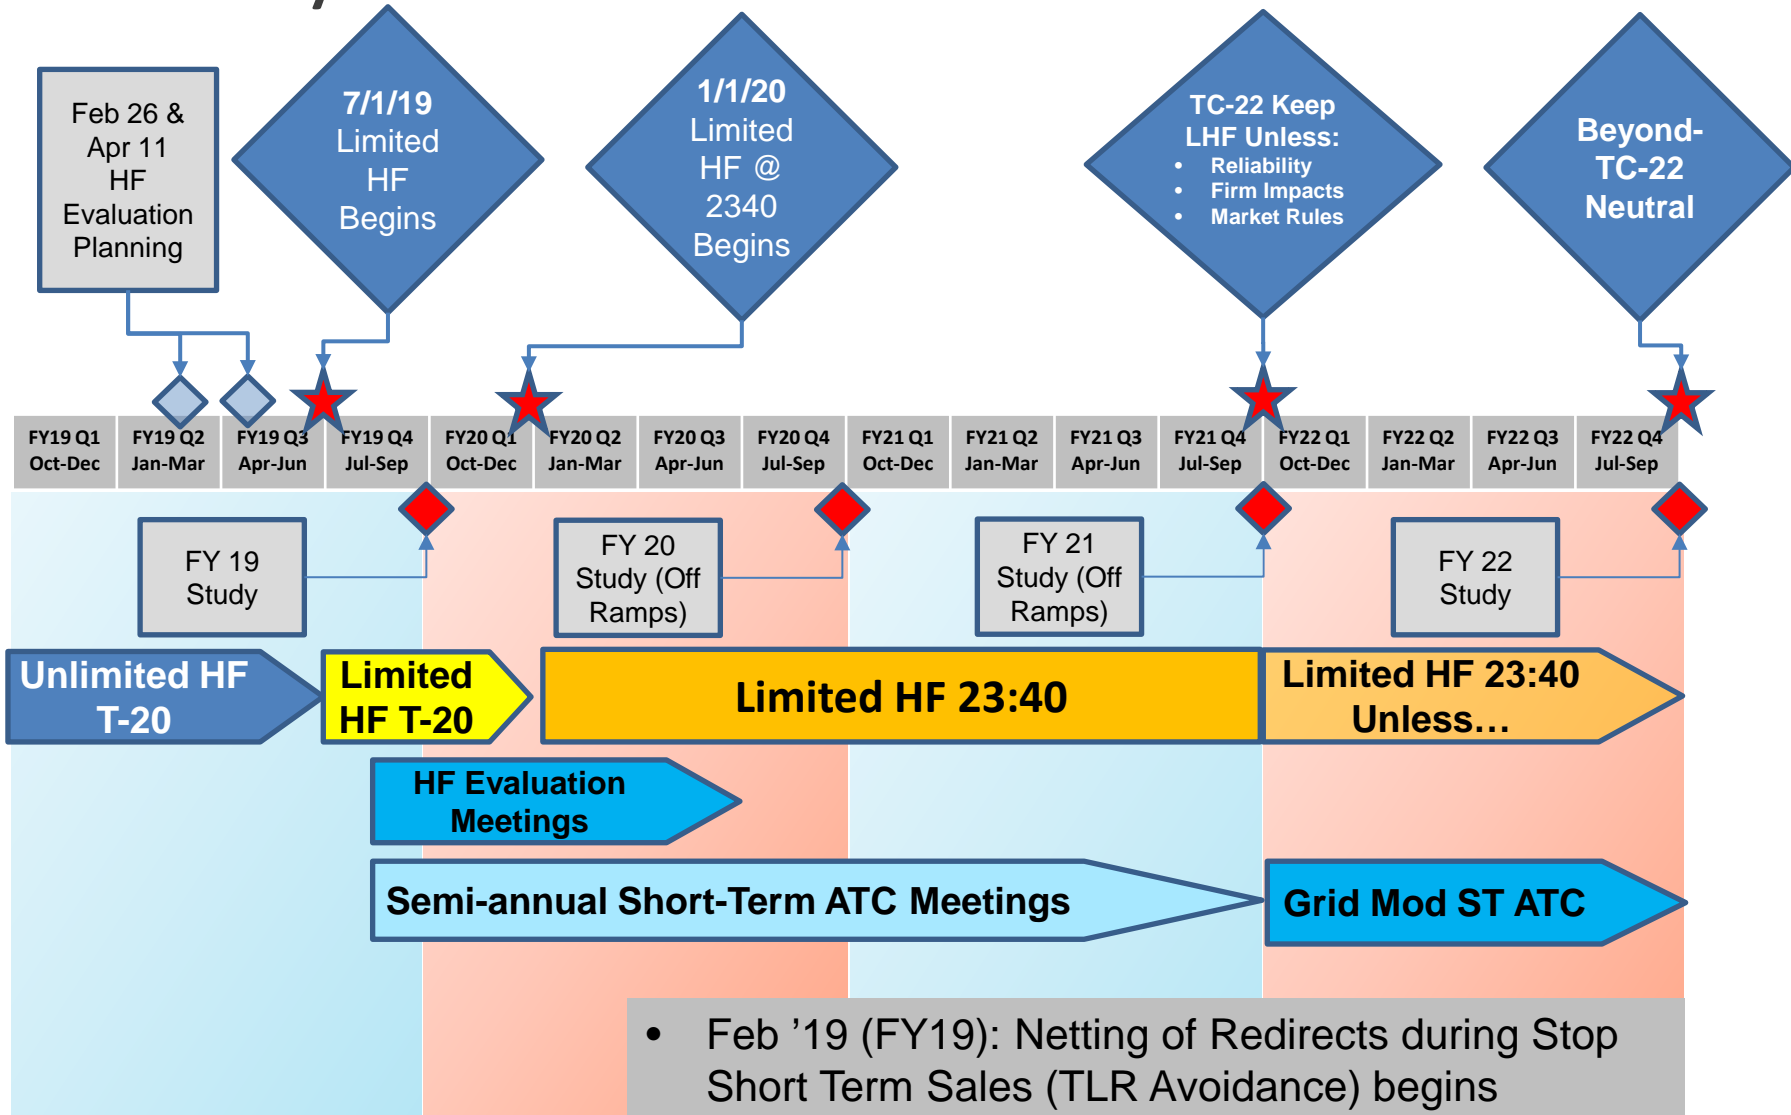 Feb 26 &
Apr 11
HF
Evaluation
Planning
7/1/19
Limited
HF
Begins
1/1/20
Limited
HF @
2340
Begins
TC-22 Keep
LHF Unless:
• Reliability
• Firm Impacts
• Market Rules
Beyond-
TC-22
Neutral
FY19 Q1
Oct-Dec
FY19 Q2
Jan-Mar
FY19 Q3
Apr-Jun
FY19 Q4
Jul-Sep
FY20 Q1
Oct-Dec
FY20 Q2
Jan-Mar
FY20 Q3
Apr-Jun
FY20 Q4
Jul-Sep
FY21 Q1
Oct-Dec
FY21 Q2
Jan-Mar
FY21 Q3
Apr-Jun
FY21 Q4
Jul-Sep
FY22 Q1
Oct-Dec
FY22 Q2
Jan-Mar
FY22 Q3
Apr-Jun
FY22 Q4
Jul-Sep
FY 19
Study
FY 20
Study (Off
Ramps)
FY 21
Study (Off
Ramps)
FY 22
Study
Unlimited HF
T-20
Limited
HF T-20
Limited HF 23:40
Limited HF 23:40
Unless…
HF Evaluation
Meetings
Semi-annual Short-Term ATC Meetings
Grid Mod ST ATC
• Feb ’19 (FY19): Netting of Redirects during Stop
Short Term Sales (TLR Avoidance) begins